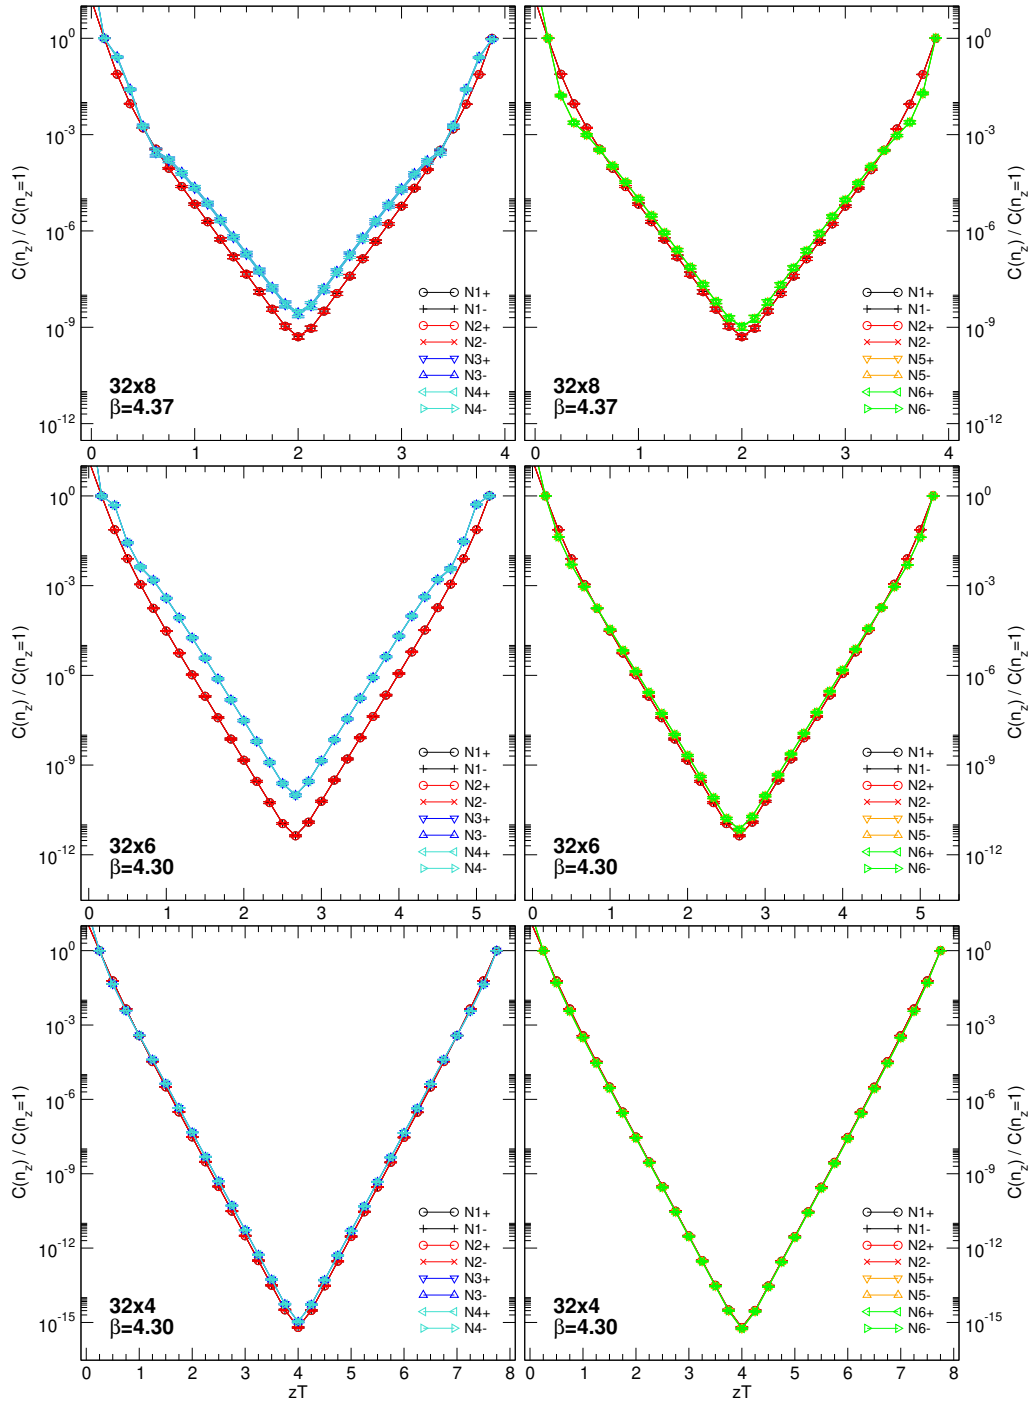 10^0
10^-3
10^-6
10^-9
10^-12
C(n_z) / C(n_z=1)
N1+
N1-
N2+
N2-
N3+
N3-
N4+
N4-
32x8
β=4.37
0 1 2 3 4
10^0
10^-3
10^-6
10^-9
10^-12
C(n_z) / C(n_z=1)
N1+
N1-
N2+
N2-
N5+
N5-
N6+
N6-
32x8
β=4.37
0 1 2 3 4
10^0
10^-3
10^-6
10^-9
10^-12
C(n_z) / C(n_z=1)
N1+
N1-
N2+
N2-
N3+
N3-
N4+
N4-
32x6
β=4.30
0 1 2 3 4 5
10^0
10^-3
10^-6
10^-9
10^-12
C(n_z) / C(n_z=1)
N1+
N1-
N2+
N2-
N5+
N5-
N6+
N6-
32x6
β=4.30
0 1 2 3 4 5
10^0
10^-3
10^-6
10^-9
10^-12
10^-15
C(n_z) / C(n_z=1)
N1+
N1-
N2+
N2-
N3+
N3-
N4+
N4-
32x4
β=4.30
0 1 2 3 4 5 6 7 8
zT
10^0
10^-3
10^-6
10^-9
10^-12
10^-15
C(n_z) / C(n_z=1)
N1+
N1-
N2+
N2-
N5+
N5-
N6+
N6-
32x4
β=4.30
0 1 2 3 4 5 6 7 8
zT